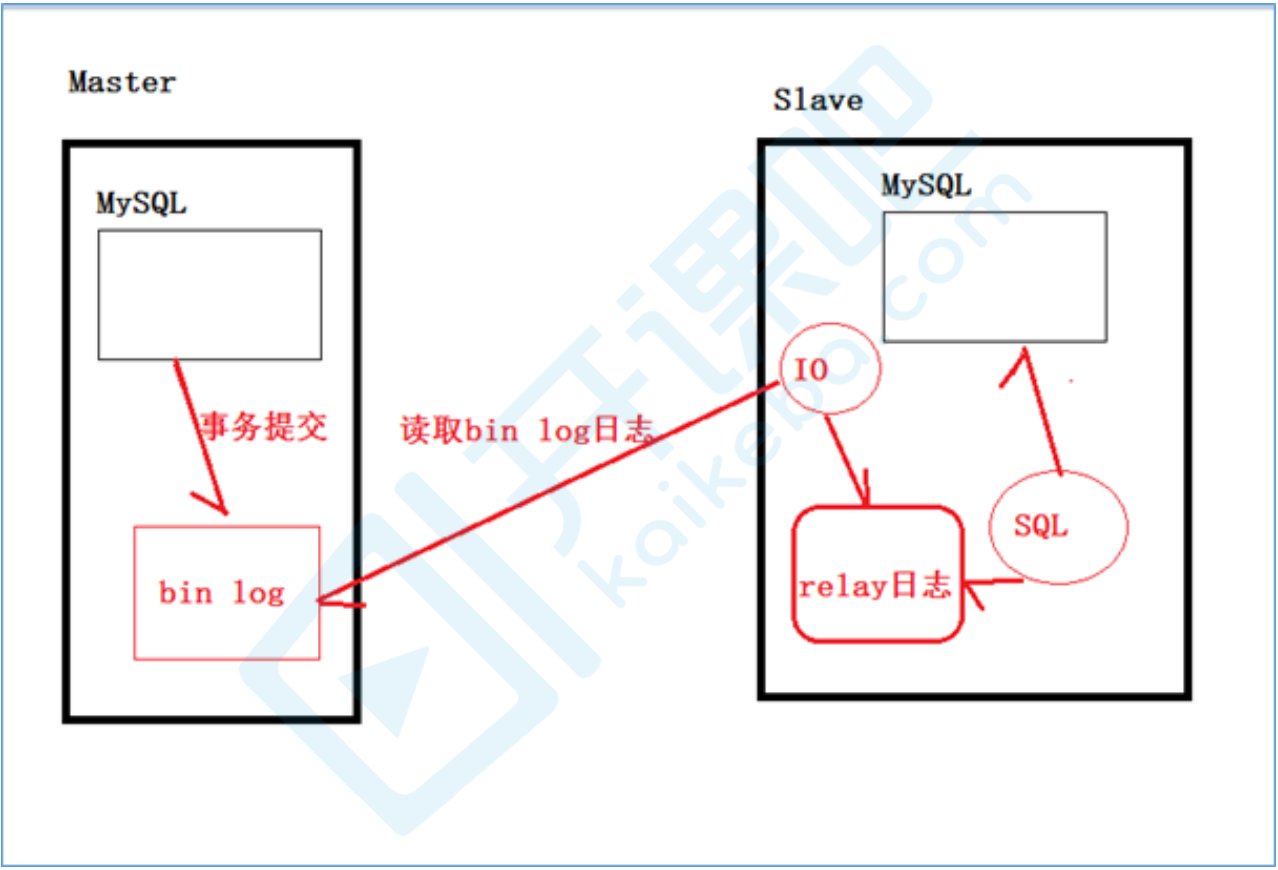 Master
Slave
MySQL
MySQL
IO
事务提交
读取bin log日志
SQL
bin log
relay日志
开课吧
kaikeba.com